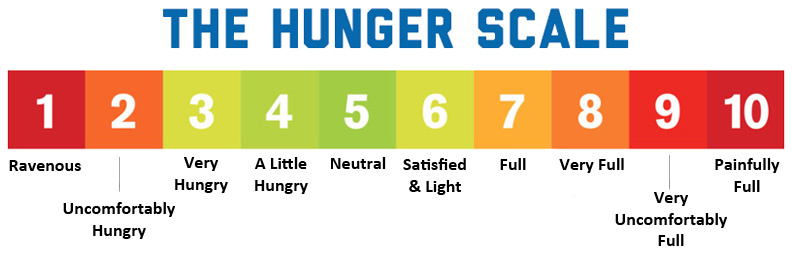 THE HUNGER SCALE
1 2 3 4 5 6 7 8 9 10
Ravenous
Uncomfortably
Hungry
Very
Hungry
A Little
Hungry
Neutral
Satisfied
& Light
Full
Very Full
Very
Uncomfortably
Full
Painfully
Full